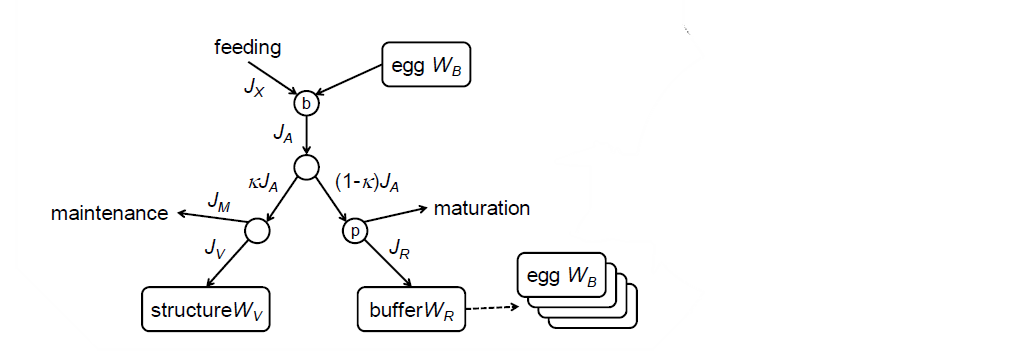 feeding
egg W_B
J_X
b
J_A
κJ_A
(1-κ)J_A
maintenance
J_M
maturation
p
J_V
J_R
egg W_B
structureW_V
bufferW_R